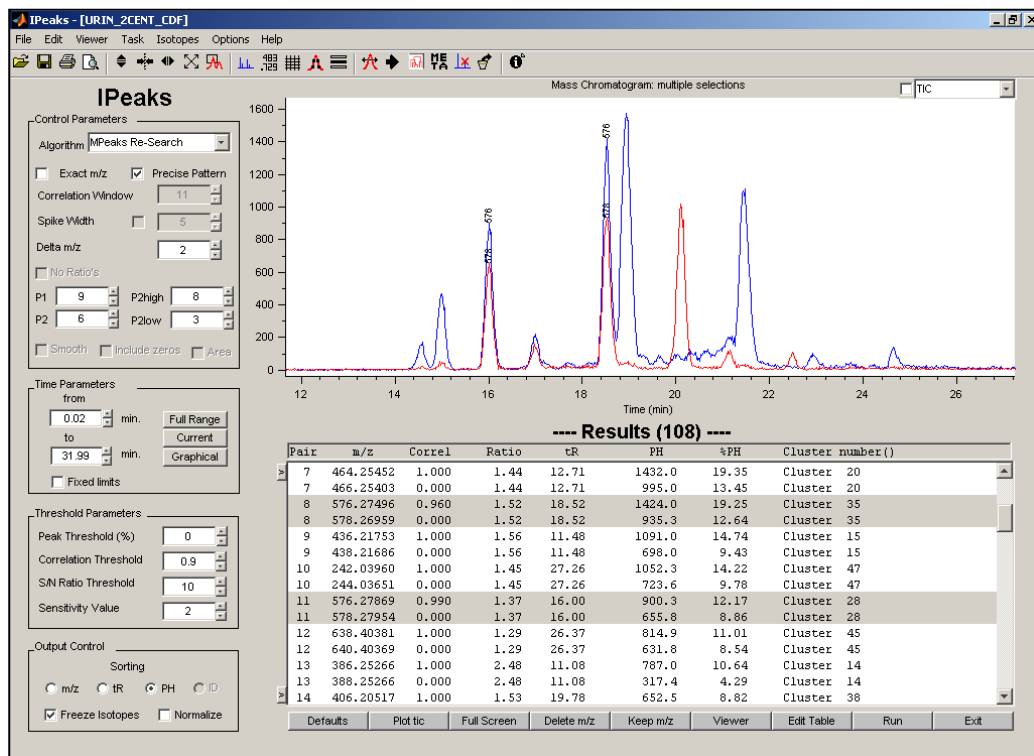 IPeaks - [URIN_2CENT_CDF]
File Edit Viewer Task Isotopes Options Help
IPeaks
Control Parameters
Algorithm MPeaks Re-Search
Exact m/z Precise Pattern
Correlation Window 11
Spike Width 5
Delta m/z 2
No Ratio's
P1 9 P2high 8
P2 6 P2low 3
Smooth Include zeros Area
Time Parameters
from
0.02 min. Full Range
to Current
31.99 min. Graphical
Fixed limits
Threshold Parameters
Peak Threshold (%) 0
Correlation Threshold 0.9
S/N Ratio Threshold 10
Sensitivity Value 2
Output Control
Sorting
m/z tR PH ID
Freeze Isotopes Normalize
Mass Chromatogram: multiple selections
TIC
1600
1400
1200
1000
800
600
400
200
0
576
578
576
578
12 14 16 18 20 22 24 26
Time (min)
---- Results (108) ----
Pair m/z Correl Ratio tR PH %PH Cluster number()
7 464.25452 1.000 1.44 12.71 1432.0 19.35 Cluster 20
7 466.25403 0.000 1.44 12.71 995.0 13.45 Cluster 20
8 576.27496 0.960 1.52 18.52 1424.0 19.25 Cluster 35
8 578.26959 0.000 1.52 18.52 935.3 12.64 Cluster 35
9 436.21753 1.000 1.56 11.48 1091.0 14.74 Cluster 15
9 438.21686 0.000 1.56 11.48 698.0 9.43 Cluster 15
10 242.03960 1.000 1.45 27.26 1052.3 14.22 Cluster 47
10 244.03651 0.000 1.45 27.26 723.6 9.78 Cluster 47
11 576.27869 0.990 1.37 16.00 900.3 12.17 Cluster 28
11 578.27954 0.000 1.37 16.00 655.8 8.86 Cluster 28
12 638.40381 1.000 1.29 26.37 814.9 11.01 Cluster 45
12 640.40369 0.000 1.29 26.37 631.8 8.54 Cluster 45
13 386.25266 1.000 2.48 11.08 787.0 10.64 Cluster 14
13 388.25266 0.000 2.48 11.08 317.4 4.29 Cluster 14
14 406.20517 1.000 1.53 19.78 652.5 8.82 Cluster 38
Defaults Plot tic Full Screen Delete m/z Keep m/z Viewer Edit Table Run Exit